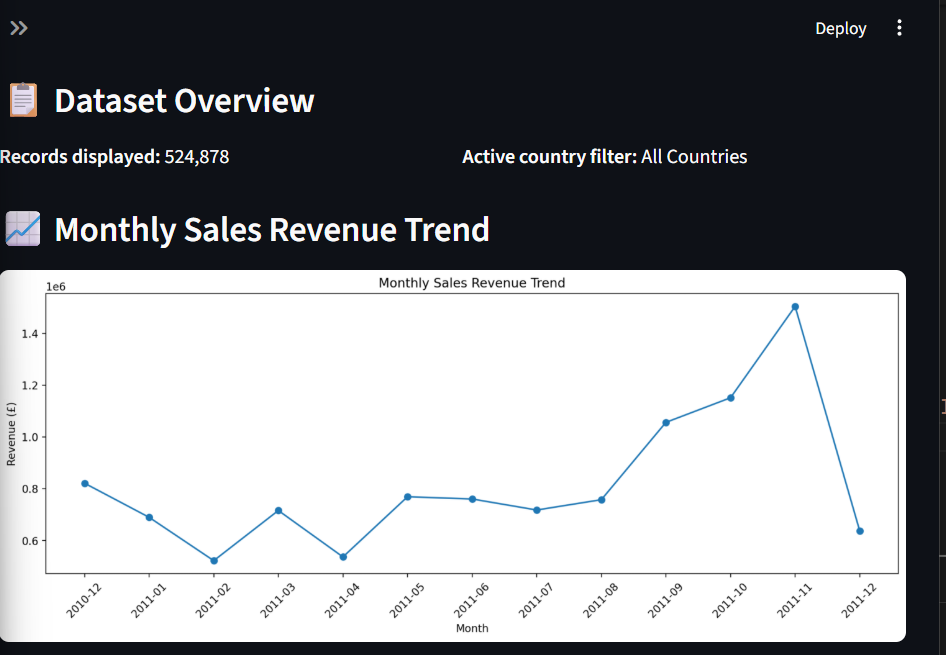 Deploy
Dataset Overview
Records displayed: 524,878
Active country filter: All Countries
Monthly Sales Revenue Trend
Monthly Sales Revenue Trend
1e6
1.4
1.2
1.0
0.8
0.6
Revenue (£)
2010-12
2011-01
2011-02
2011-03
2011-04
2011-05
2011-06
2011-07
2011-08
2011-09
2011-10
2011-11
2011-12
Month